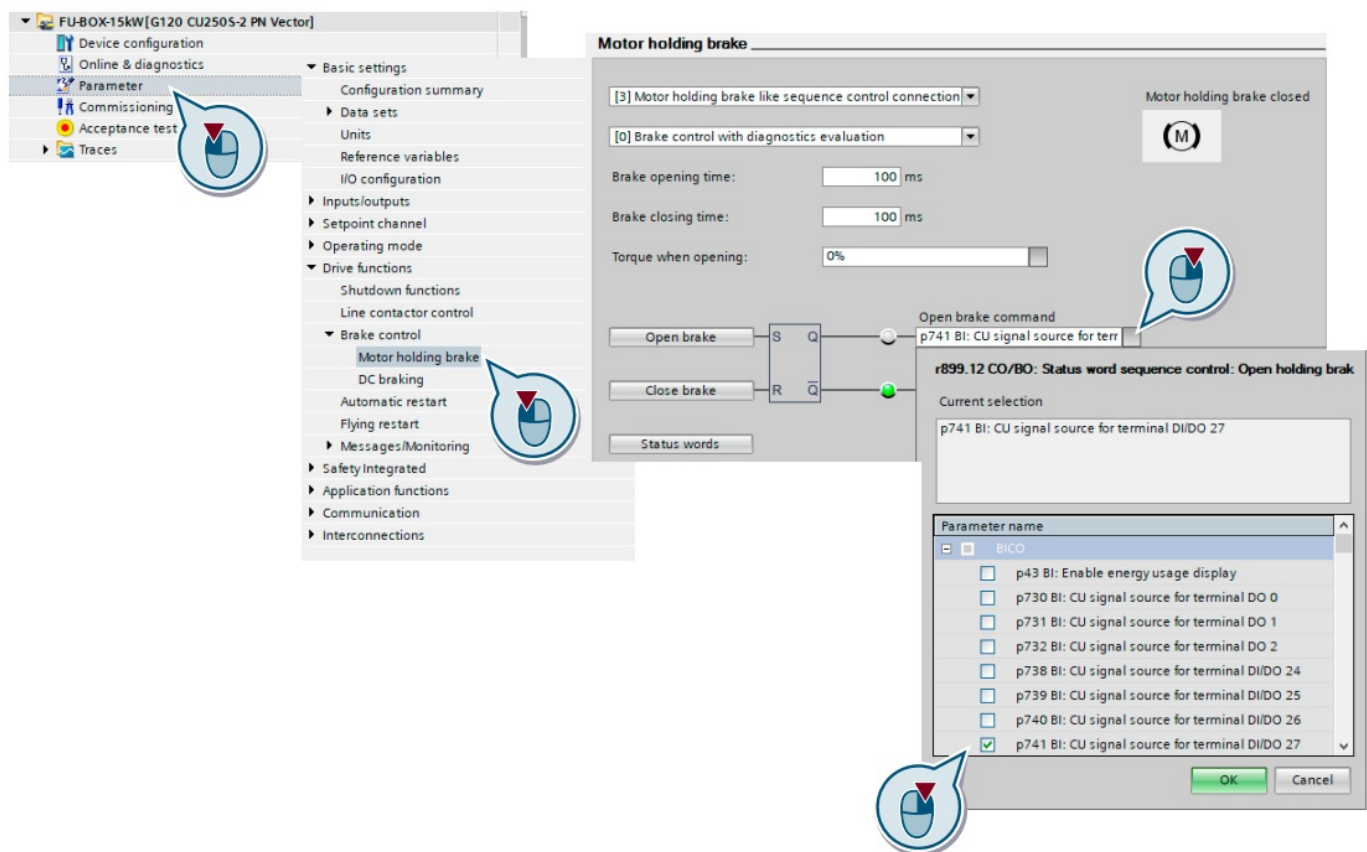 FU-BOX-15kW[G120 CU250S-2 PN Vector]
Device configuration
Online & diagnostics
Parameter
Commissioning
Acceptance test
Traces
Basic settings
Configuration summary
Data sets
Units
Reference variables
I/O configuration
Inputs/outputs
Setpoint channel
Operating mode
Drive functions
Shutdown functions
Line contactor control
Brake control
Motor holding brake
DC braking
Automatic restart
Flying restart
Messages/Monitoring
Safety Integrated
Application functions
Communication
Interconnections
Motor holding brake
[3] Motor holding brake like sequence control connection
Motor holding brake closed
(M)
[0] Brake control with diagnostics evaluation
Brake opening time: 100 ms
Brake closing time: 100 ms
Torque when opening: 0%
Open brake command
Open brake S Q p741 BI: CU signal source for terr
Close brake R Q̅
Status words
r899.12 CO/BO: Status word sequence control: Open holding brak
Current selection
p741 BI: CU signal source for terminal DI/DO 27
Parameter name
BICO
p43 BI: Enable energy usage display
p730 BI: CU signal source for terminal DO 0
p731 BI: CU signal source for terminal DO 1
p732 BI: CU signal source for terminal DO 2
p738 BI: CU signal source for terminal DI/DO 24
p739 BI: CU signal source for terminal DI/DO 25
p740 BI: CU signal source for terminal DI/DO 26
p741 BI: CU signal source for terminal DI/DO 27
OK Cancel